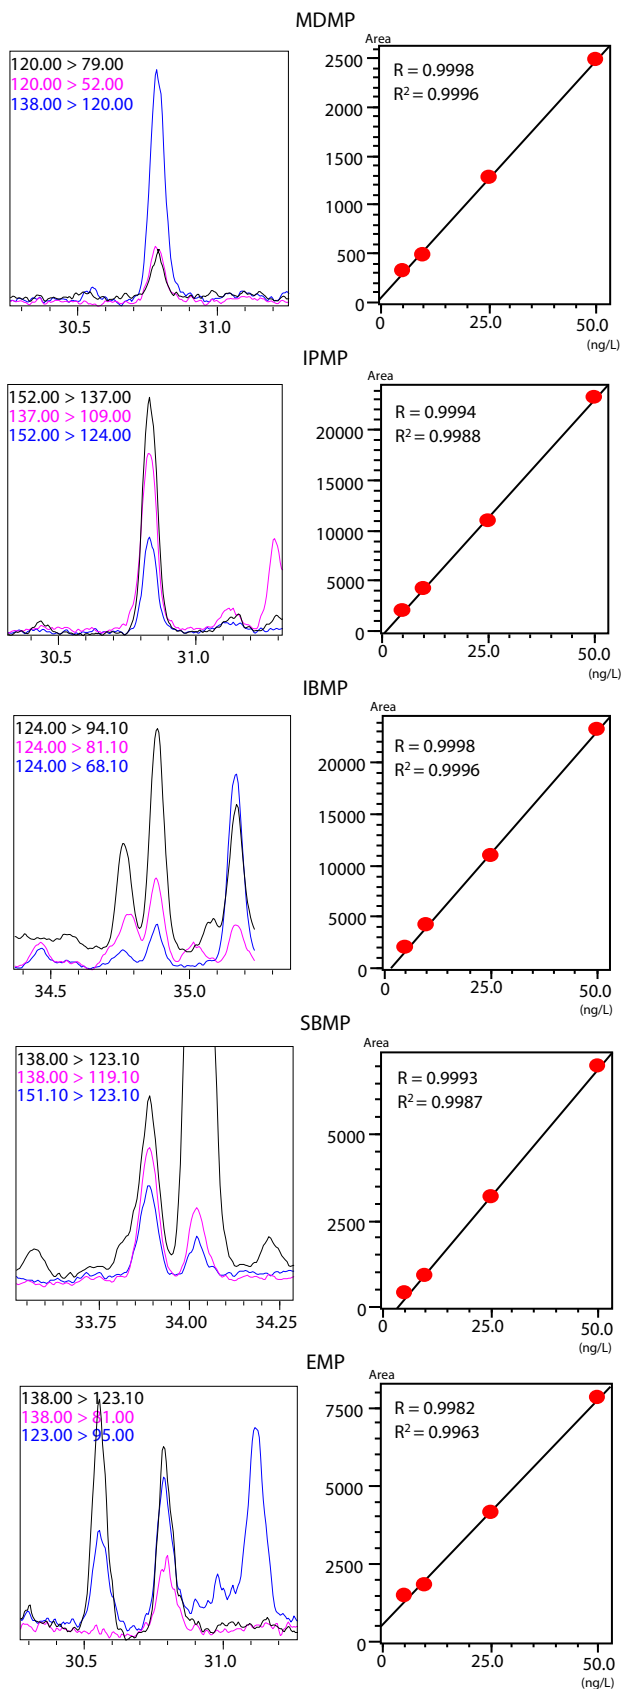 MDMP
120.00 > 79.00
120.00 > 52.00
138.00 > 120.00
30.5 31.0
Area
R = 0.9998
R² = 0.9996
2500
2000
1500
1000
500
0
0 25.0 50.0
(ng/L)
IPMP
152.00 > 137.00
137.00 > 109.00
152.00 > 124.00
30.5 31.0
Area
R = 0.9994
R² = 0.9988
20000
15000
10000
5000
0
0 25.0 50.0
(ng/L)
IBMP
124.00 > 94.10
124.00 > 81.10
124.00 > 68.10
34.5 35.0
Area
R = 0.9998
R² = 0.9996
20000
15000
10000
5000
0
0 25.0 50.0
(ng/L)
SBMP
138.00 > 123.10
138.00 > 119.10
151.10 > 123.10
33.75 34.00 34.25
Area
R = 0.9993
R² = 0.9987
5000
2500
0
0 25.0 50.0
(ng/L)
EMP
138.00 > 123.10
138.00 > 81.00
123.00 > 95.00
30.5 31.0
Area
R = 0.9982
R² = 0.9963
7500
5000
2500
0
0 25.0 50.0
(ng/L)